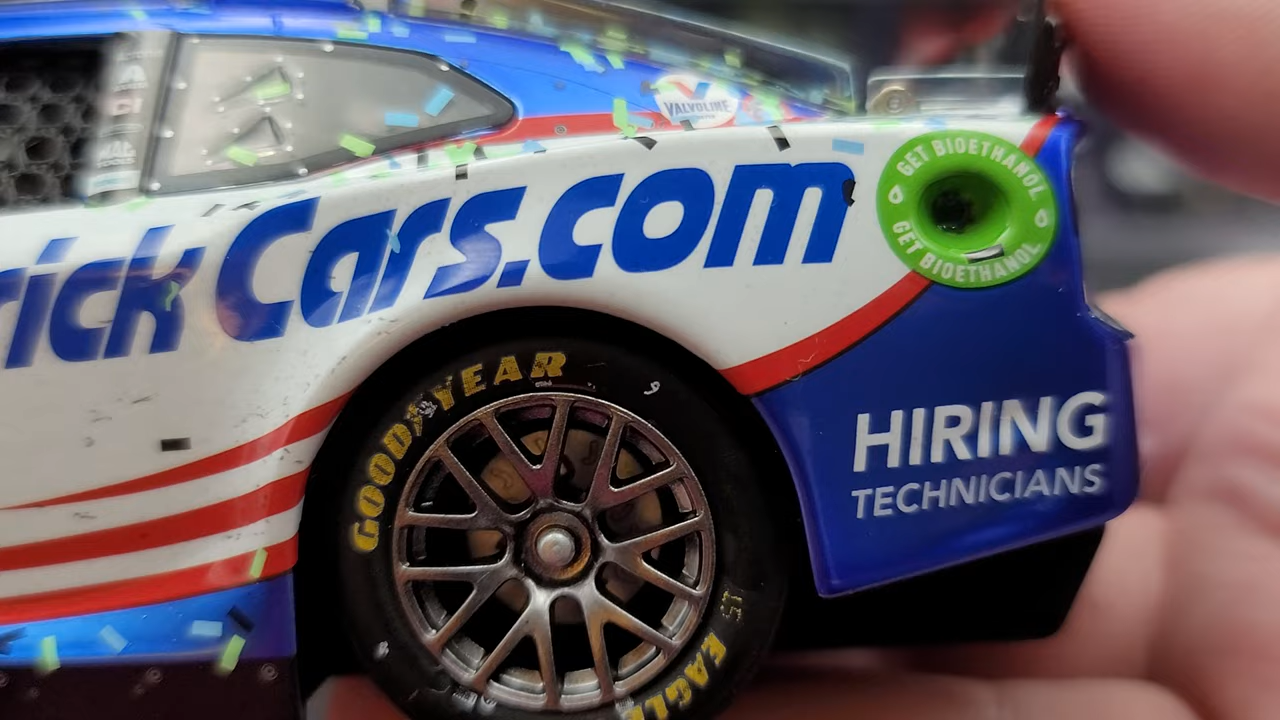 VALVOLINE
rick Cars.com
GET BIOETHANOL
GET BIOETHANOL
HIRING
TECHNICIANS
GOODYEAR
EAGLE